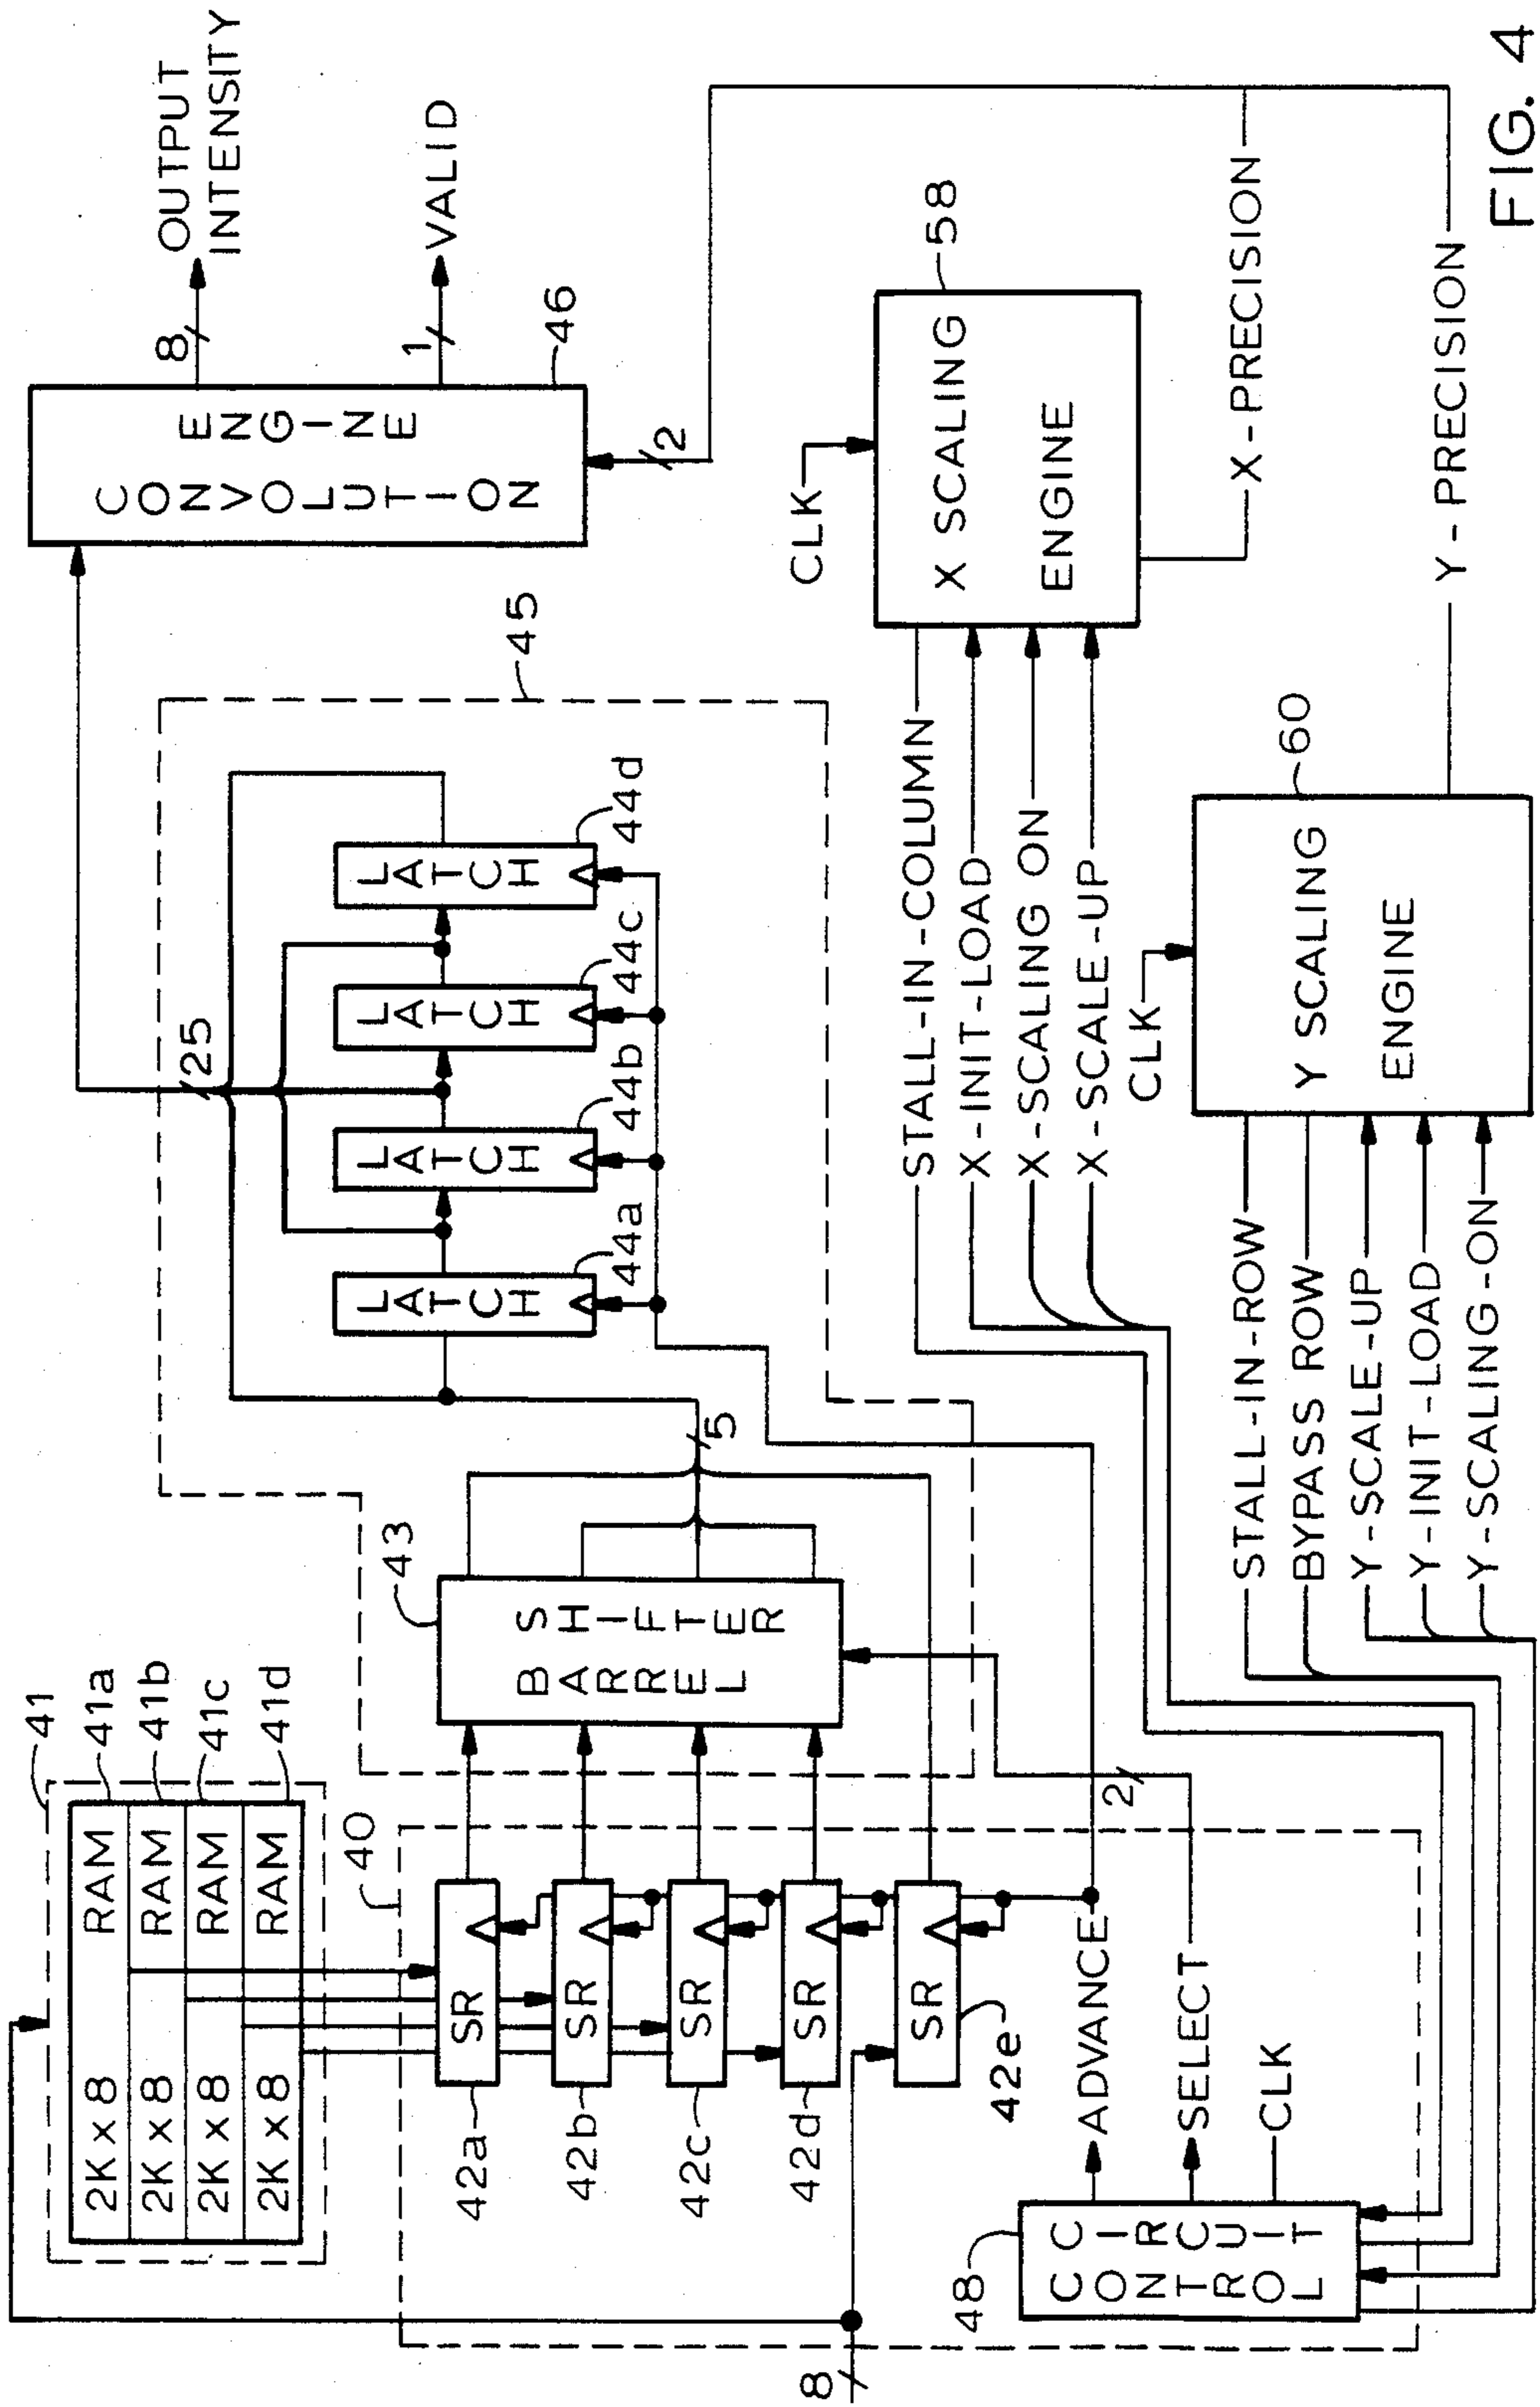 41
2K x 8 RAM
2K x 8 RAM
2K x 8 RAM
2K x 8 RAM
41a
41b
41c
41d
40
SR
SR
SR
SR
SR
42a
42b
42c
42d
42e
8
48
CONTROL
CIRCUIT
ADVANCE
SELECT
CLK
2
43
BARREL
SHIFTER
5
45
LATCH
LATCH
LATCH
LATCH
44a
44b
44c
44d
25
CONVOLUTION
ENGINE
46
8
OUTPUT
INTENSITY
1
VALID
2
STALL-IN-COLUMN
X-INIT-LOAD
X-SCALING ON
X-SCALE-UP
CLK
X SCALING
ENGINE
58
X-PRECISION
STALL-IN-ROW
BYPASS ROW
Y-SCALE-UP
Y-INIT-LOAD
Y-SCALING-ON
CLK
Y SCALING
ENGINE
60
Y-PRECISION
FIG. 4